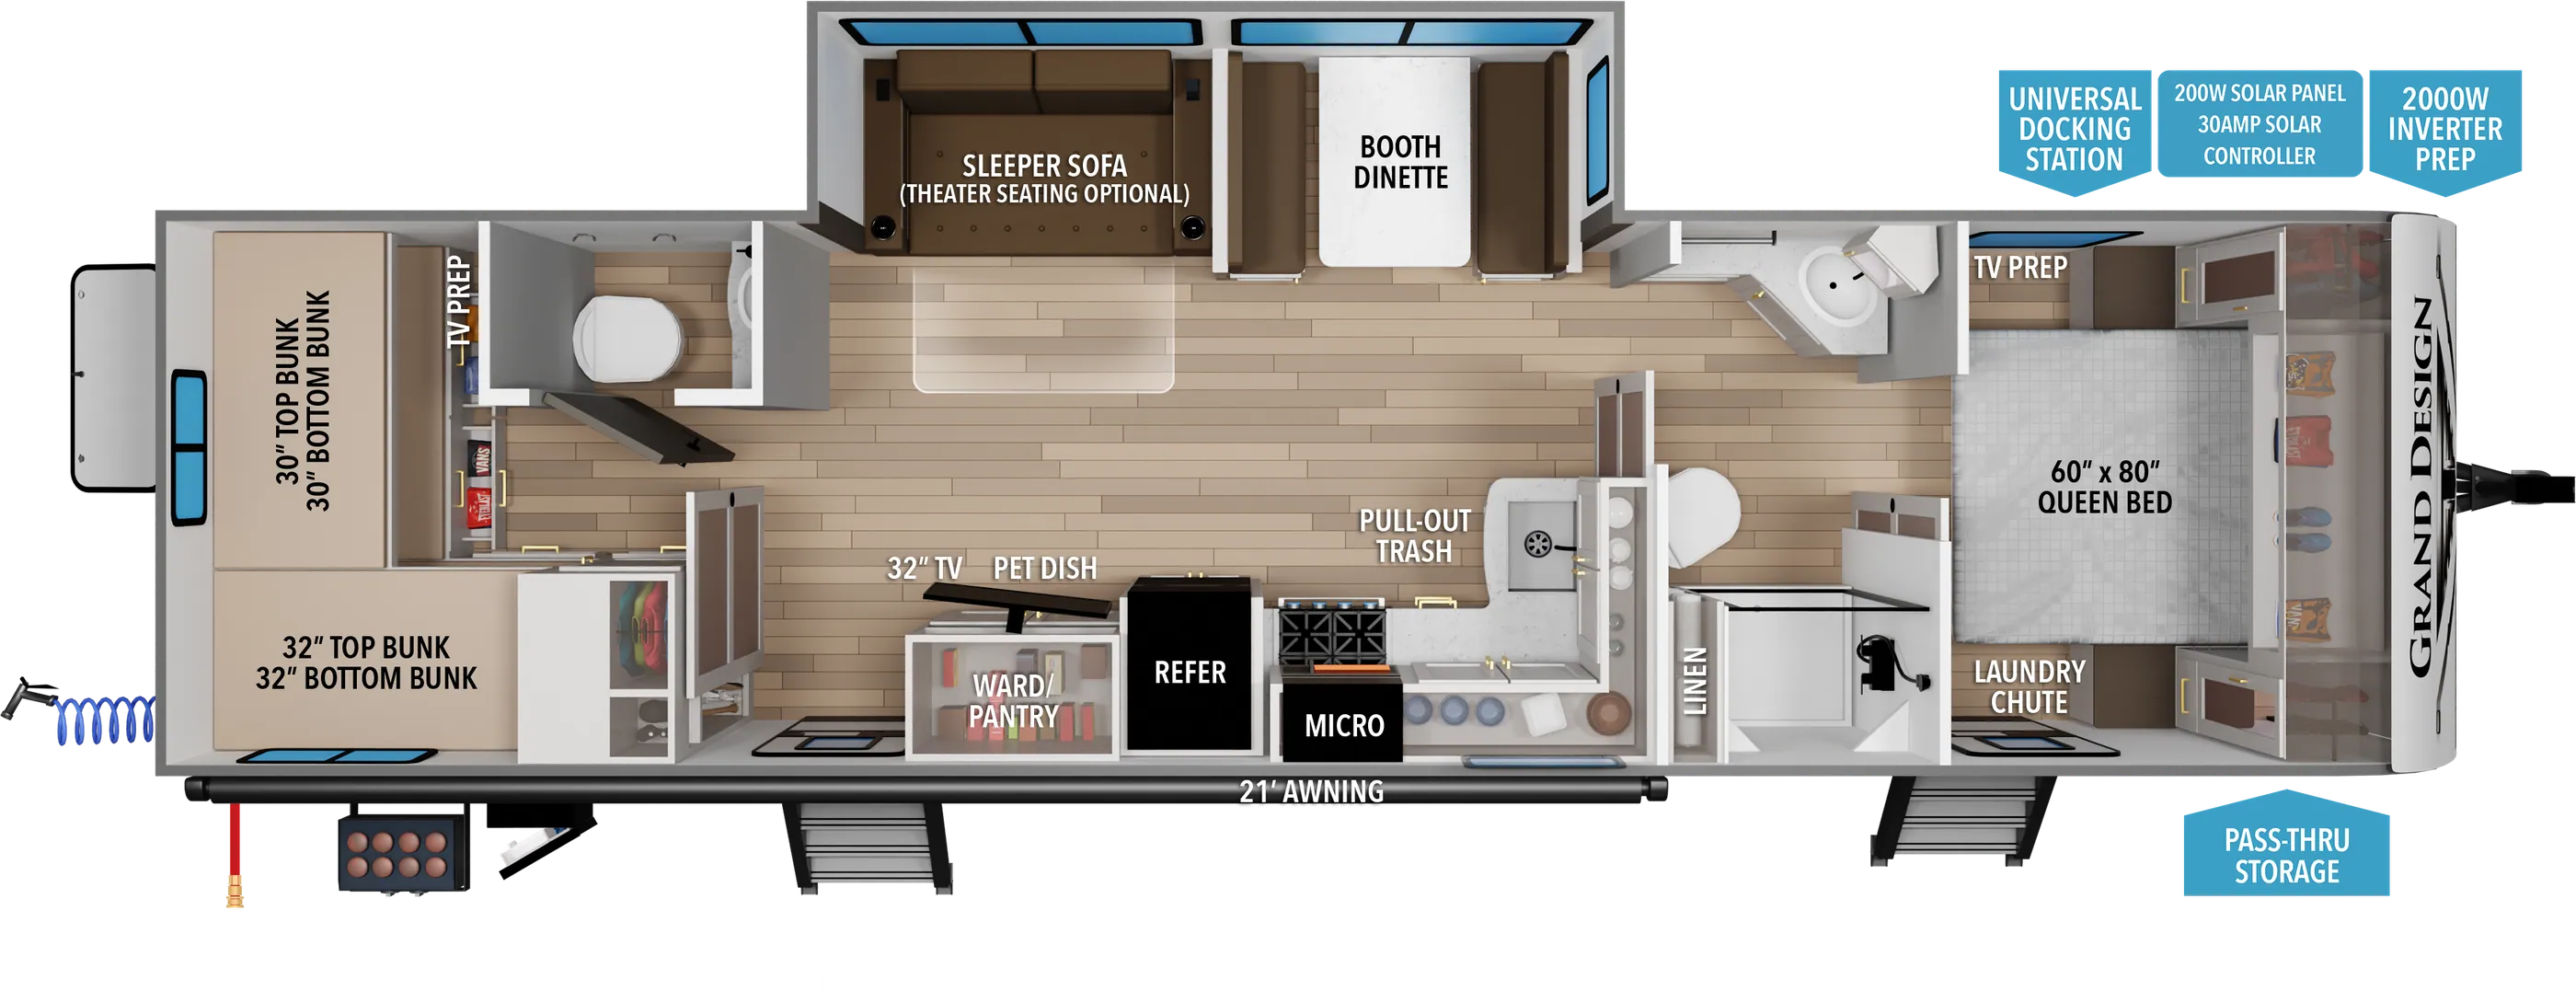 UNIVERSAL
DOCKING
STATION
200W SOLAR PANEL
30AMP SOLAR
CONTROLLER
2000W
INVERTER
PREP
SLEEPER SOFA
(THEATER SEATING OPTIONAL)
BOOTH
DINETTE
TV PREP
30" TOP BUNK
30" BOTTOM BUNK
TV PREP
VANS
60" x 80"
QUEEN BED
GRAND DESIGN
PULL-OUT
TRASH
32" TV
PET DISH
32" TOP BUNK
32" BOTTOM BUNK
WARD/
PANTRY
REFER
MICRO
LINEN
LAUNDRY
CHUTE
21' AWNING
PASS-THRU
STORAGE